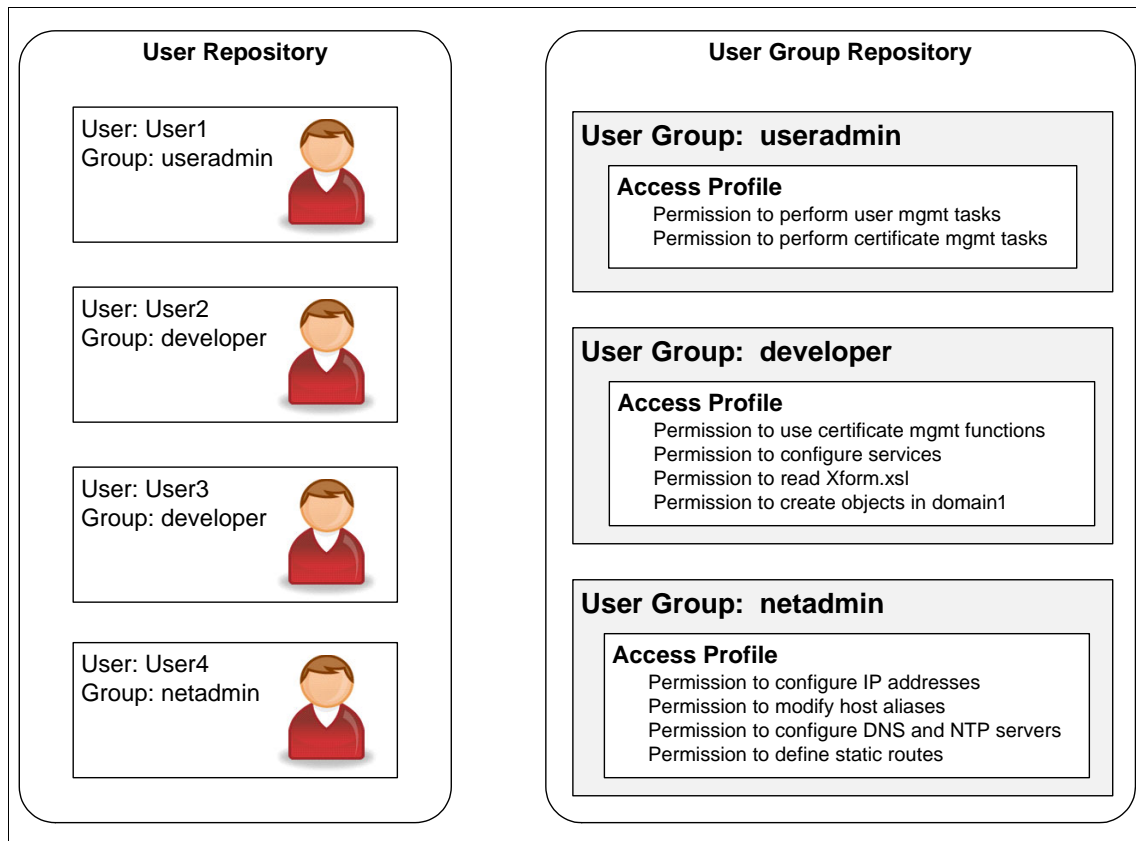 User Repository
User: User1
Group: useradmin
User: User2
Group: developer
User: User3
Group: developer
User: User4
Group: netadmin
User Group Repository
User Group: useradmin
Access Profile
Permission to perform user mgmt tasks
Permission to perform certificate mgmt tasks
User Group: developer
Access Profile
Permission to use certificate mgmt functions
Permission to configure services
Permission to read Xform.xsl
Permission to create objects in domain1
User Group: netadmin
Access Profile
Permission to configure IP addresses
Permission to modify host aliases
Permission to configure DNS and NTP servers
Permission to define static routes